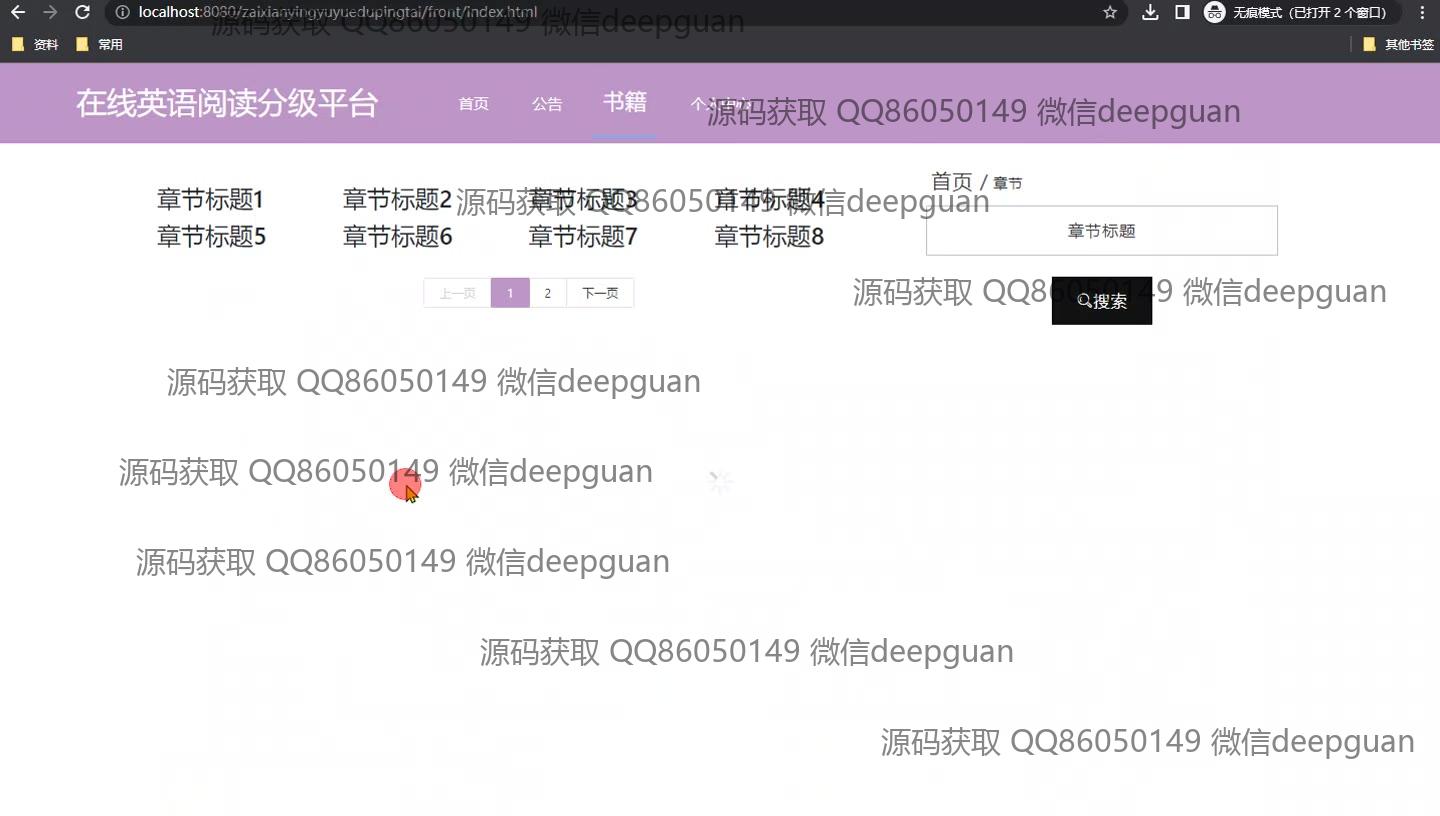 localhost:8080/zaixianyingyuyuedupingtai/front/index.html
无痕模式（已打开 2 个窗口）
源码获取 QQ86050149 微信deepguan
资料
常用
其他书签
在线英语阅读分级平台
首页
公告
书籍
个人中心
源码获取 QQ86050149 微信deepguan
首页 / 章节
章节标题1
章节标题2
章节标题3
章节标题4
源码获取 QQ86050149 微信deepguan
章节标题5
章节标题6
章节标题7
章节标题8
章节标题
上一页
1
2
下一页
搜索
源码获取 QQ86050149 微信deepguan
源码获取 QQ86050149 微信deepguan
源码获取 QQ86050149 微信deepguan
源码获取 QQ86050149 微信deepguan
源码获取 QQ86050149 微信deepguan
源码获取 QQ86050149 微信deepguan